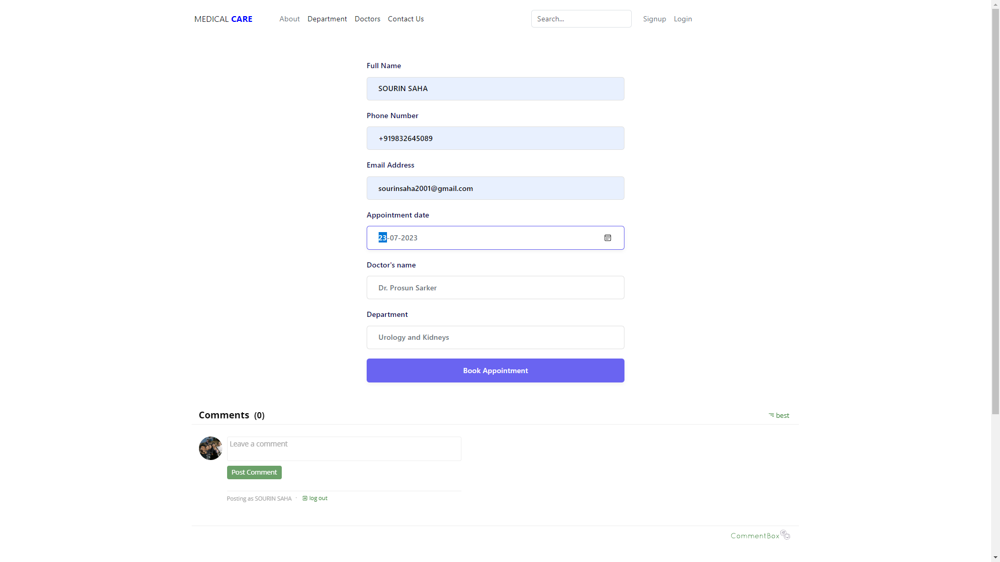 MEDICAL CARE About Department Doctors Contact Us Search... Signup Login
Full Name
SOURIN SAHA
Phone Number
+919832645089
Email Address
sourinsaha2001@gmail.com
Appointment date
23-07-2023
Doctor's name
Dr. Prosun Sarker
Department
Urology and Kidneys
Book Appointment
Comments (0) best
Leave a comment
Post Comment
Posting as SOURIN SAHA · log out
CommentBox